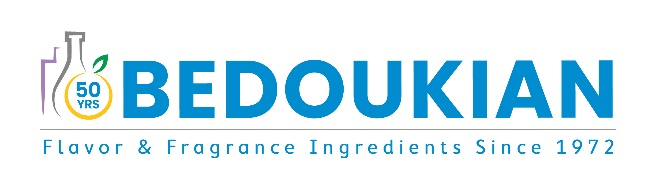 50
YRS
BEDOUKIAN
Flavor & Fragrance Ingredients Since 1972